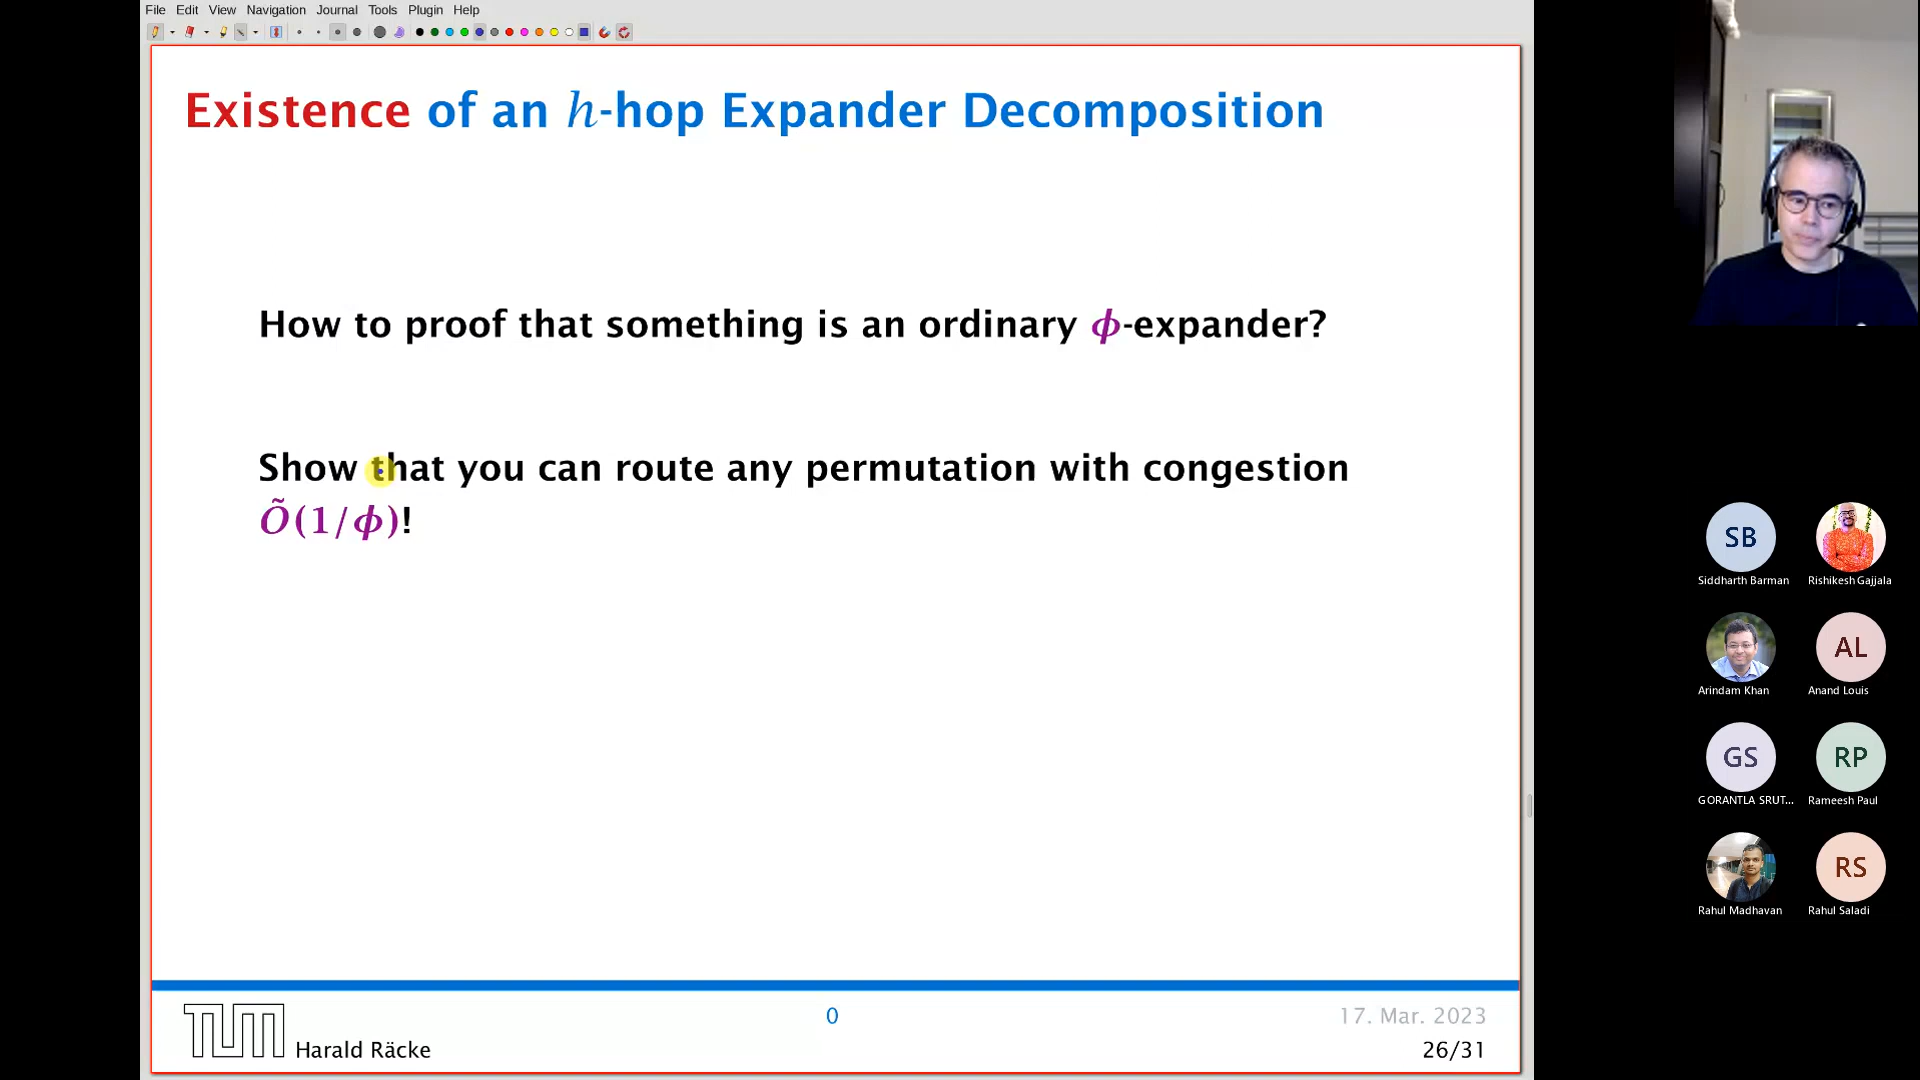 File Edit View Navigation Journal Tools Plugin Help
Existence of an h-hop Expander Decomposition
How to proof that something is an ordinary ϕ-expander?
Show that you can route any permutation with congestion
Õ(1/ϕ)!
TUM
Harald Räcke
0
17. Mar. 2023
26/31
SB
Siddharth Barman
Rishikesh Gajjala
Arindam Khan
AL
Anand Louis
GS
GORANTLA SRUT...
RP
Rameesh Paul
Rahul Madhavan
RS
Rahul Saladi